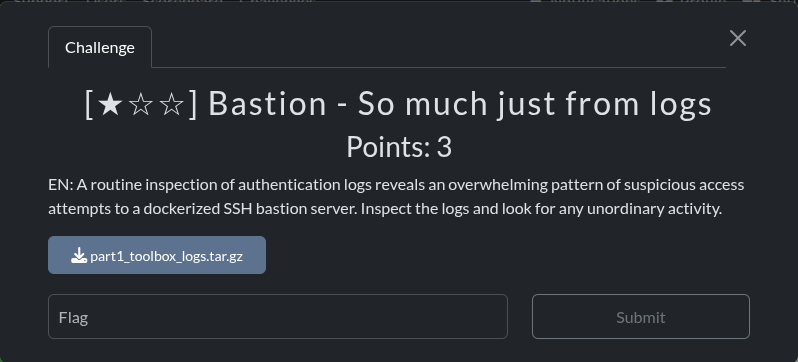 Challenge
[★☆☆] Bastion - So much just from logs
Points: 3
EN: A routine inspection of authentication logs reveals an overwhelming pattern of suspicious access
attempts to a dockerized SSH bastion server. Inspect the logs and look for any unordinary activity.
part1_toolbox_logs.tar.gz
Flag
Submit